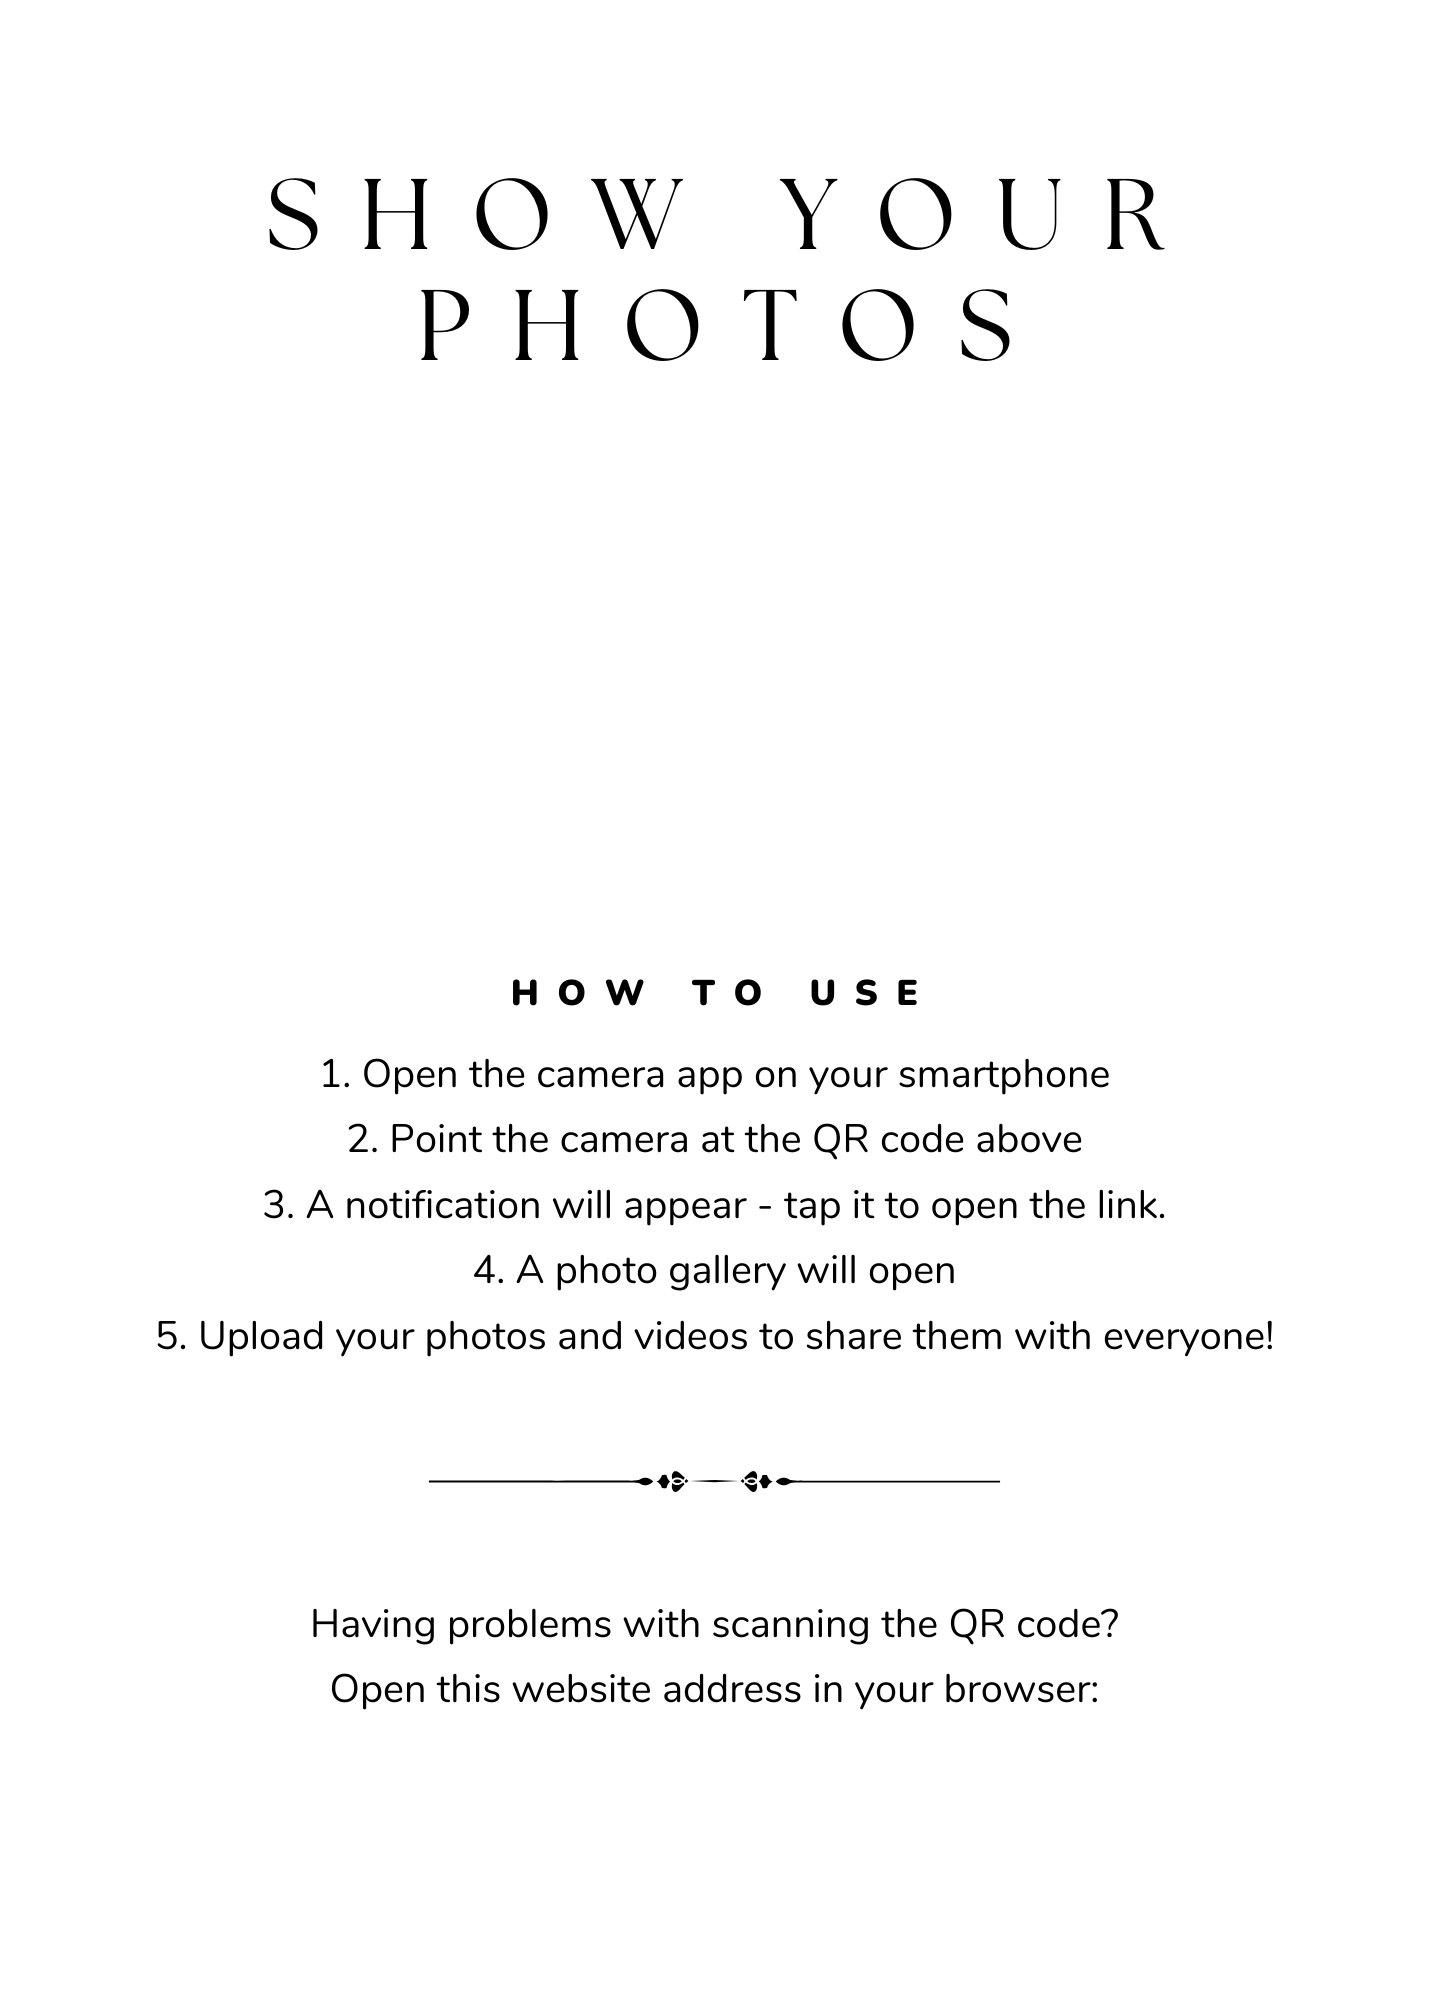 SHOW YOUR
PHOTOS
HOW TO USE
1. Open the camera app on your smartphone
2. Point the camera at the QR code above
3. A notification will appear - tap it to open the link.
4. A photo gallery will open
5. Upload your photos and videos to share them with everyone!
Having problems with scanning the QR code?
Open this website address in your browser: